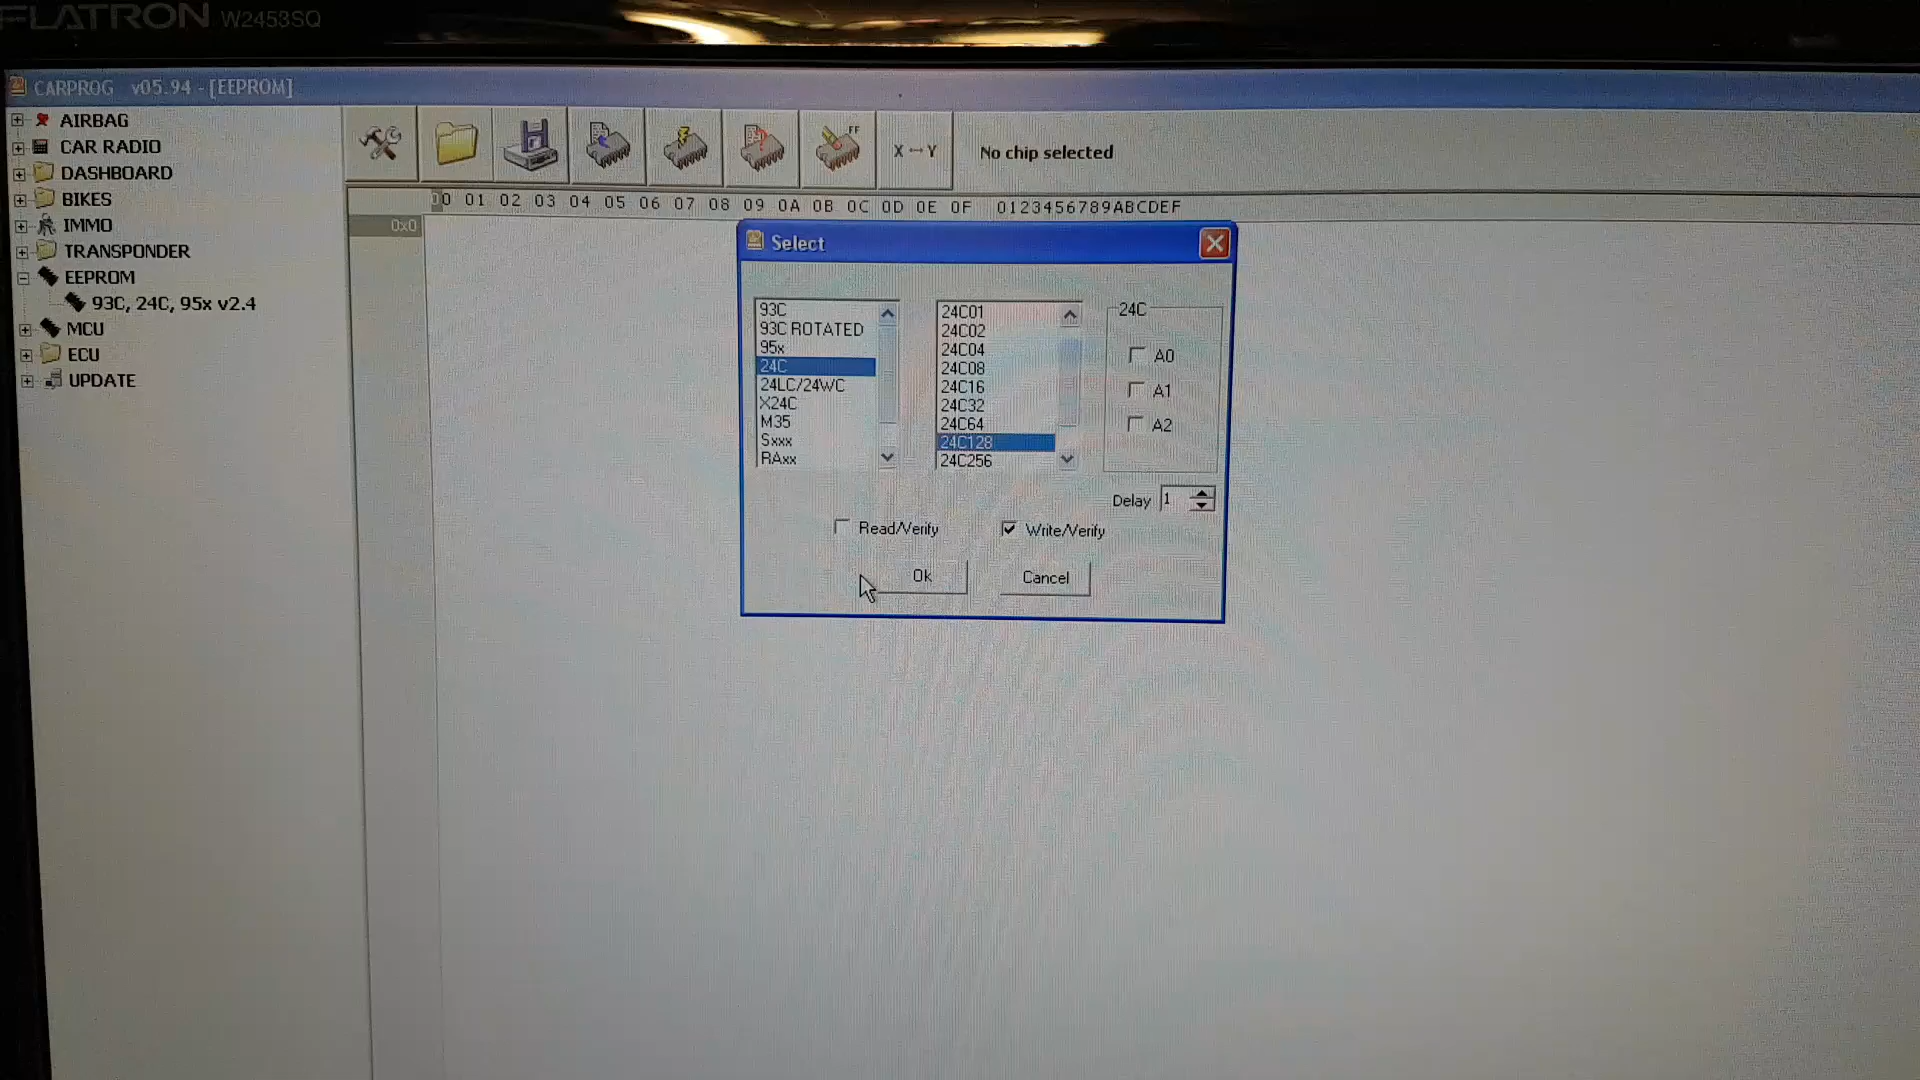 FLATRON W2453SQ
CARPROG v05.94 - [EEPROM]
AIRBAG
CAR RADIO
DASHBOARD
BIKES
IMMO
TRANSPONDER
EEPROM
93C, 24C, 95x v2.4
MCU
ECU
UPDATE
FF
X ↔ Y
No chip selected
00 01 02 03 04 05 06 07 08 09 0A 0B 0C 0D 0E 0F 0123456789ABCDEF
0x0
Select
93C
93C ROTATED
95x
24C
24LC/24WC
X24C
M35
Sxxx
RAxx
24C01
24C02
24C04
24C08
24C16
24C32
24C64
24C128
24C256
24C
A0
A1
A2
Delay 1
Read/Verify
Write/Verify
Ok
Cancel